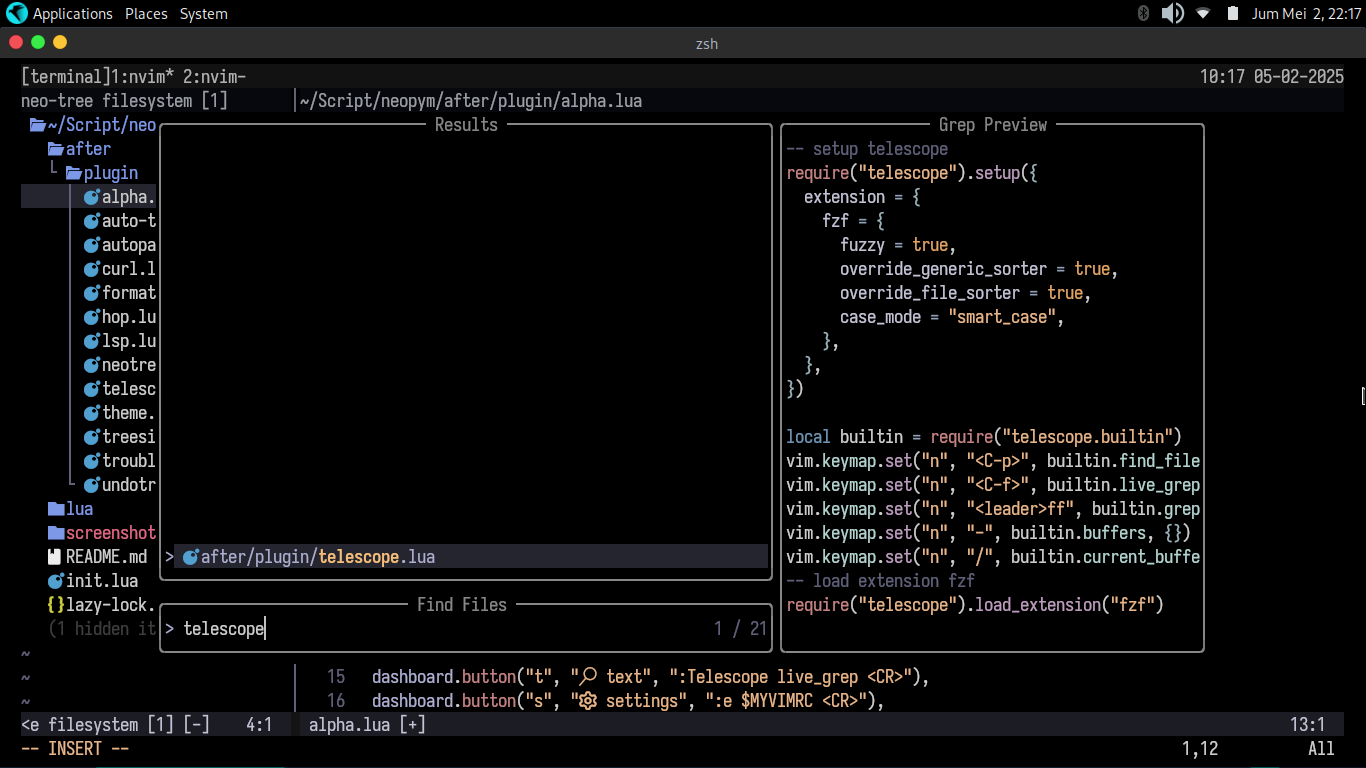 Applications Places System Jum Mei 2, 22:17
zsh
[terminal]1:nvim* 2:nvim- 10:17 05-02-2025
neo-tree filesystem [1] ~/Script/neopym/after/plugin/alpha.lua
~/Script/neo
after
plugin
alpha.
auto-t
autopa
curl.l
format
hop.lu
lsp.lu
neotre
telesc
theme.
treesi
troubl
undotr
lua
screenshot
README.md
init.lua
{}lazy-lock.
(1 hidden it
~
~
~
Results
> after/plugin/telescope.lua
Find Files
> telescope 1 / 21
Grep Preview
-- setup telescope
require("telescope").setup({
extension = {
fzf = {
fuzzy = true,
override_generic_sorter = true,
override_file_sorter = true,
case_mode = "smart_case",
},
},
})
local builtin = require("telescope.builtin")
vim.keymap.set("n", "<C-p>", builtin.find_file
vim.keymap.set("n", "<C-f>", builtin.live_grep
vim.keymap.set("n", "<leader>ff", builtin.grep
vim.keymap.set("n", "-", builtin.buffers, {})
vim.keymap.set("n", "/", builtin.current_buffe
-- load extension fzf
require("telescope").load_extension("fzf")
15 dashboard.button("t", "🔎 text", ":Telescope live_grep <CR>"),
16 dashboard.button("s", "⚙ settings", ":e $MYVIMRC <CR>"),
<e filesystem [1] [-] 4:1 alpha.lua [+] 13:1
-- INSERT -- 1,12 All